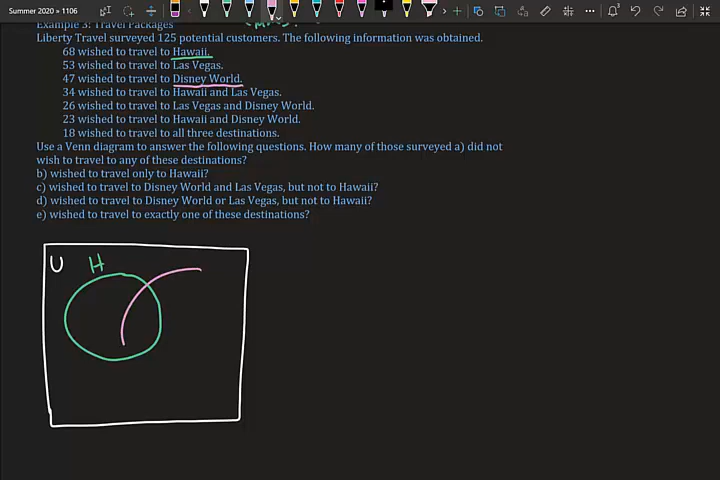 Summer 2020 » 1106
3
Example 3: Travel Packages
Liberty Travel surveyed 125 potential customers. The following information was obtained.
68 wished to travel to Hawaii.
53 wished to travel to Las Vegas.
47 wished to travel to Disney World.
34 wished to travel to Hawaii and Las Vegas.
26 wished to travel to Las Vegas and Disney World.
23 wished to travel to Hawaii and Disney World.
18 wished to travel to all three destinations.
Use a Venn diagram to answer the following questions. How many of those surveyed a) did not
wish to travel to any of these destinations?
b) wished to travel only to Hawaii?
c) wished to travel to Disney World and Las Vegas, but not to Hawaii?
d) wished to travel to Disney World or Las Vegas, but not to Hawaii?
e) wished to travel to exactly one of these destinations?
U H